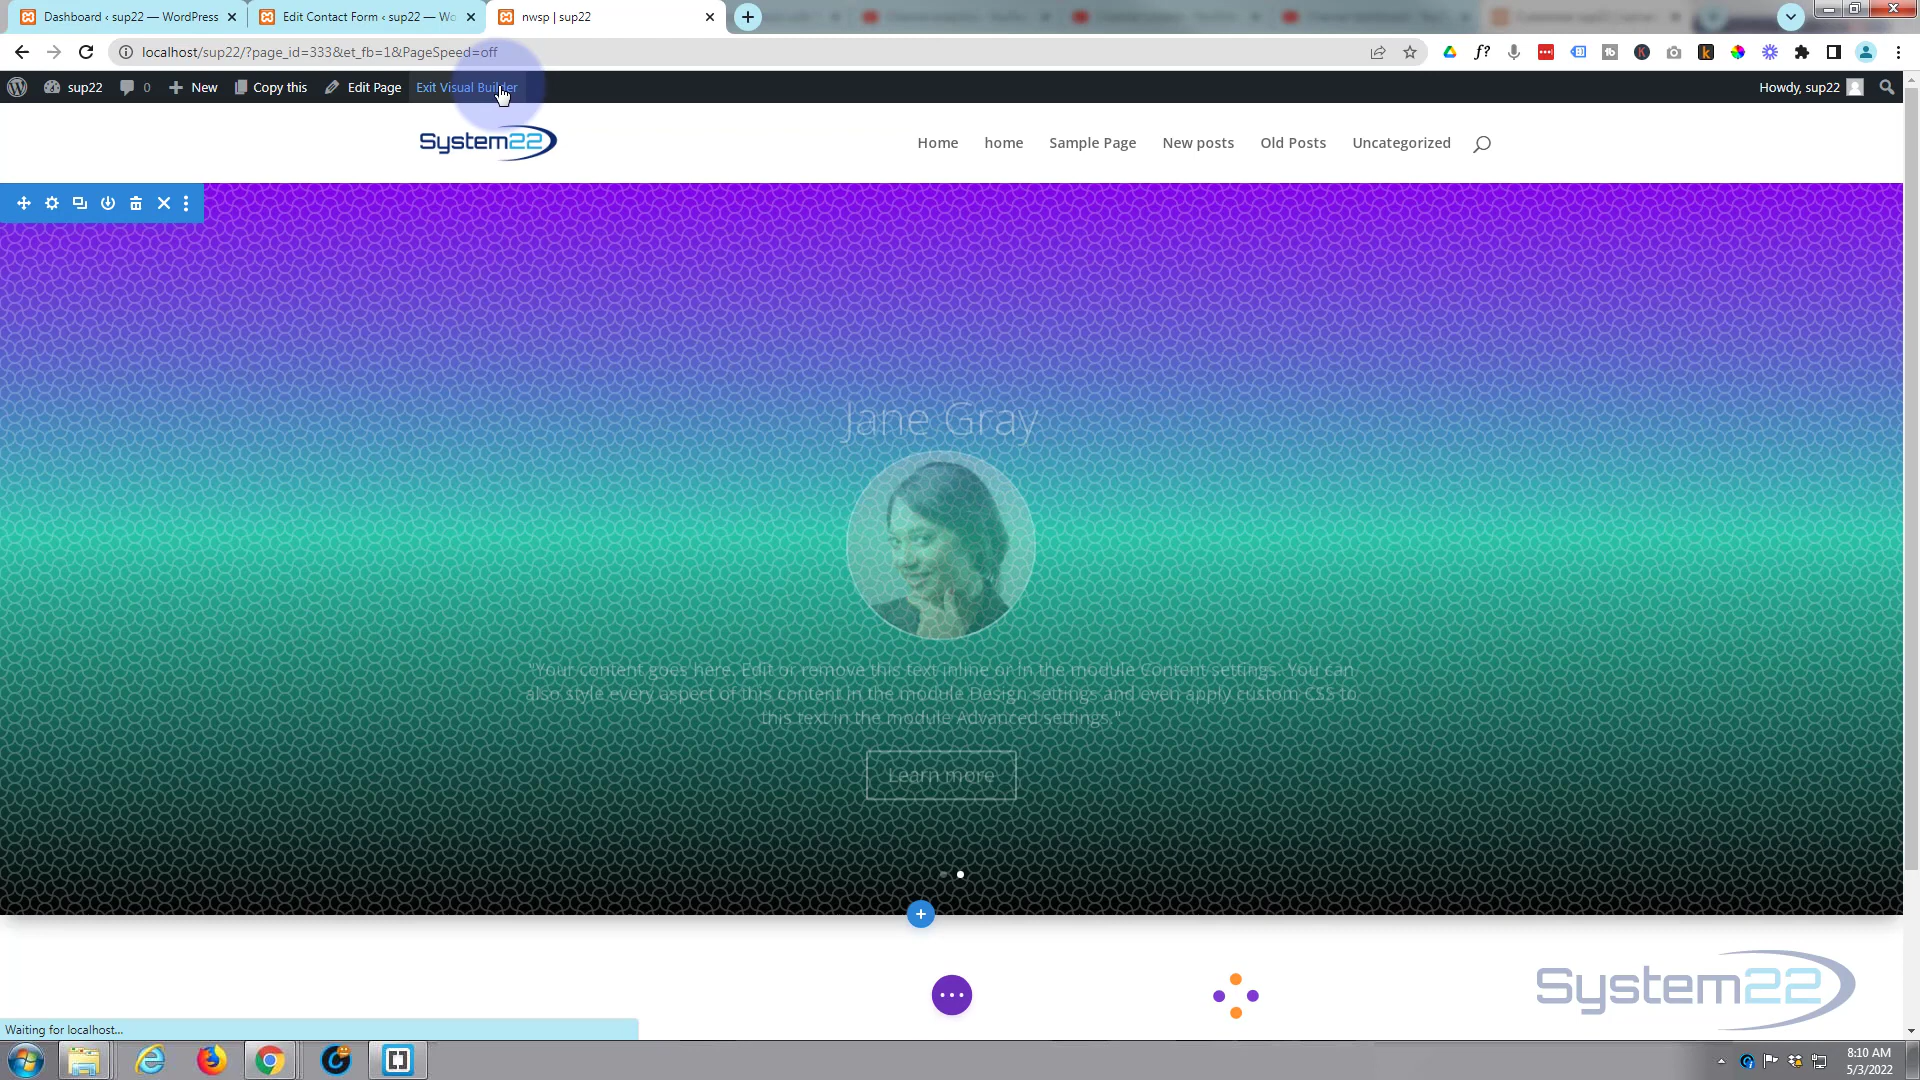 Dashboard ‹ sup22 — WordPress
Edit Contact Form ‹ sup22 — Wo
nwsp | sup22
localhost/sup22/?page_id=333&et_fb=1&PageSpeed=off
sup22
0
New
Copy this
Edit Page
Exit Visual Builder
Howdy, sup22
System22
Home
home
Sample Page
New posts
Old Posts
Uncategorized
Jane Gray
"Your content goes here. Edit or remove this text inline or in the module Content settings. You can
also style every aspect of this content in the module Design settings and even apply custom CSS to
this text in the module Advanced settings."
Learn more
System22
Waiting for localhost...
8:10 AM
5/3/2022